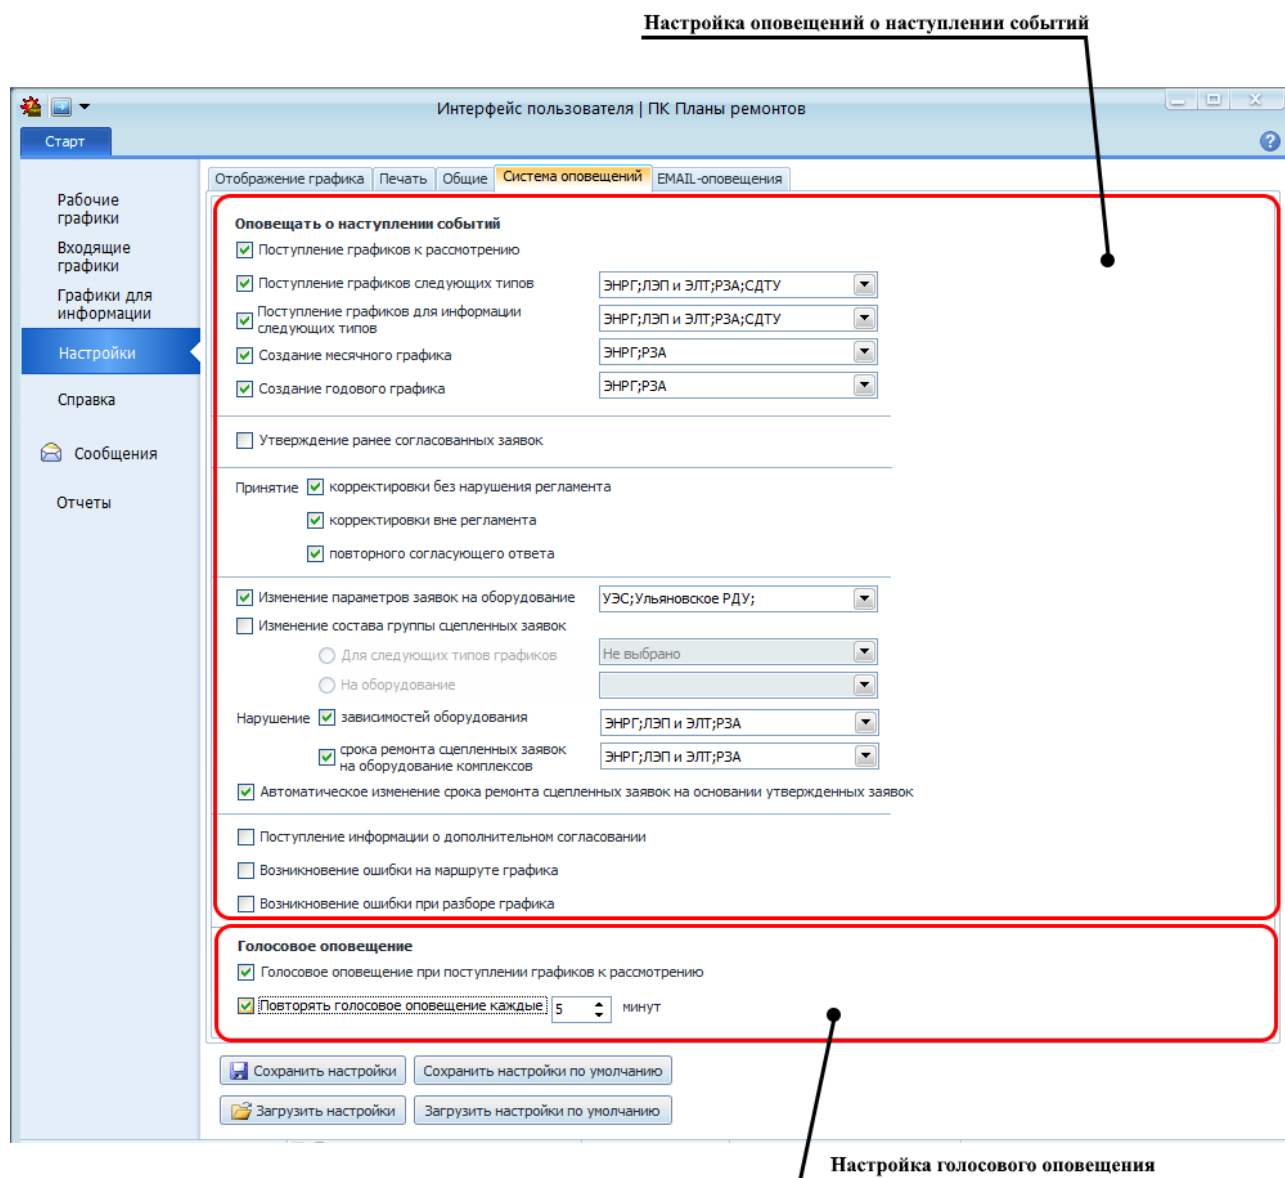 Настройка оповещений о наступлении событий
Интерфейс пользователя | ПК Планы ремонтов
Старт
Рабочие
графики
Входящие
графики
Графики для
информации
Настройки
Справка
Сообщения
Отчеты
Отображение графика
Печать
Общие
Система оповещений
EMAIL-оповещения
Оповещать о наступлении событий
Поступление графиков к рассмотрению
Поступление графиков следующих типов ЭНРГ;ЛЭП и ЭЛТ;РЗА;СДТУ
Поступление графиков для информации
следующих типов ЭНРГ;ЛЭП и ЭЛТ;РЗА;СДТУ
Создание месячного графика ЭНРГ;РЗА
Создание годового графика ЭНРГ;РЗА
Утверждение ранее согласованных заявок
Принятие корректировки без нарушения регламента
корректировки вне регламента
повторного согласующего ответа
Изменение параметров заявок на оборудование УЭС;Ульяновское РДУ;
Изменение состава группы сцепленных заявок
Для следующих типов графиков Не выбрано
На оборудование
Нарушение зависимостей оборудования ЭНРГ;ЛЭП и ЭЛТ;РЗА
срока ремонта сцепленных заявок
на оборудование комплексов ЭНРГ;ЛЭП и ЭЛТ;РЗА
Автоматическое изменение срока ремонта сцепленных заявок на основании утвержденных заявок
Поступление информации о дополнительном согласовании
Возникновение ошибки на маршруте графика
Возникновение ошибки при разборе графика
Голосовое оповещение
Голосовое оповещение при поступлении графиков к рассмотрению
Повторять голосовое оповещение каждые 5 минут
Сохранить настройки
Сохранить настройки по умолчанию
Загрузить настройки
Загрузить настройки по умолчанию
Настройка голосового оповещения